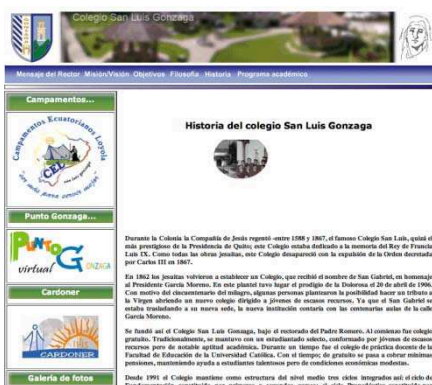 Colegio San Luis Gonzaga
Mensaje del Rector Misión/Visión Objetivos Filosofía Historia Programa académico
Campamentos...
Campamentos Ecuatorianos Loyola
CEL
"ser más para servir mejor"
Punto Gonzaga...
PUNTO
virtual G ONZAGA
Cardoner
CARDONER
Galería de fotos
Historia del colegio San Luis Gonzaga
Durante la Colonia la Compañía de Jesús regentó -entre 1588 y 1867, el famoso Colegio San Luis, quizá el
más prestigioso de la Presidencia de Quito; este Colegio estaba dedicado a la memoria del Rey de Francia
Luis IX. Como todas las obras jesuitas, este Colegio desapareció con la expulsión de la Orden decretada
por Carlos III en 1867.
En 1862 los jesuitas volvieron a establecer un Colegio, que recibió el nombre de San Gabriel, en homenaje
al Presidente García Moreno. En este plantel tuvo lugar el prodigio de la Dolorosa el 20 de abril de 1906.
Con motivo del cincuentenario del milagro, algunas personas plantearon la posibilidad hacer un tributo a
la Virgen abriendo un nuevo colegio dirigido a jóvenes de escasos recursos. Ya que el San Gabriel se
estaba trasladando a su nueva sede, la nueva institución contaría con las centenarias aulas de la calle
García Moreno.
Se fundó así el Colegio San Luis Gonzaga, bajo el rectorado del Padre Romero. Al comienzo fue colegio
gratuito. Tradicionalmente, se mantuvo con un estudiantado selecto, conformado por jóvenes de escasos
recursos pero de notable aptitud académica. Durante un tiempo fue el colegio de práctica docente de la
Facultad de Educación de la Universidad Católica. Con el tiempo de gratuito se pasa a cobrar mínimas
pensiones, manteniendo ayuda a estudiantes talentosos pero de condiciones económicas modestas.
Desde 1991 el Colegio mantiene como estructura del nivel medio tres ciclos integrados así: el ciclo de